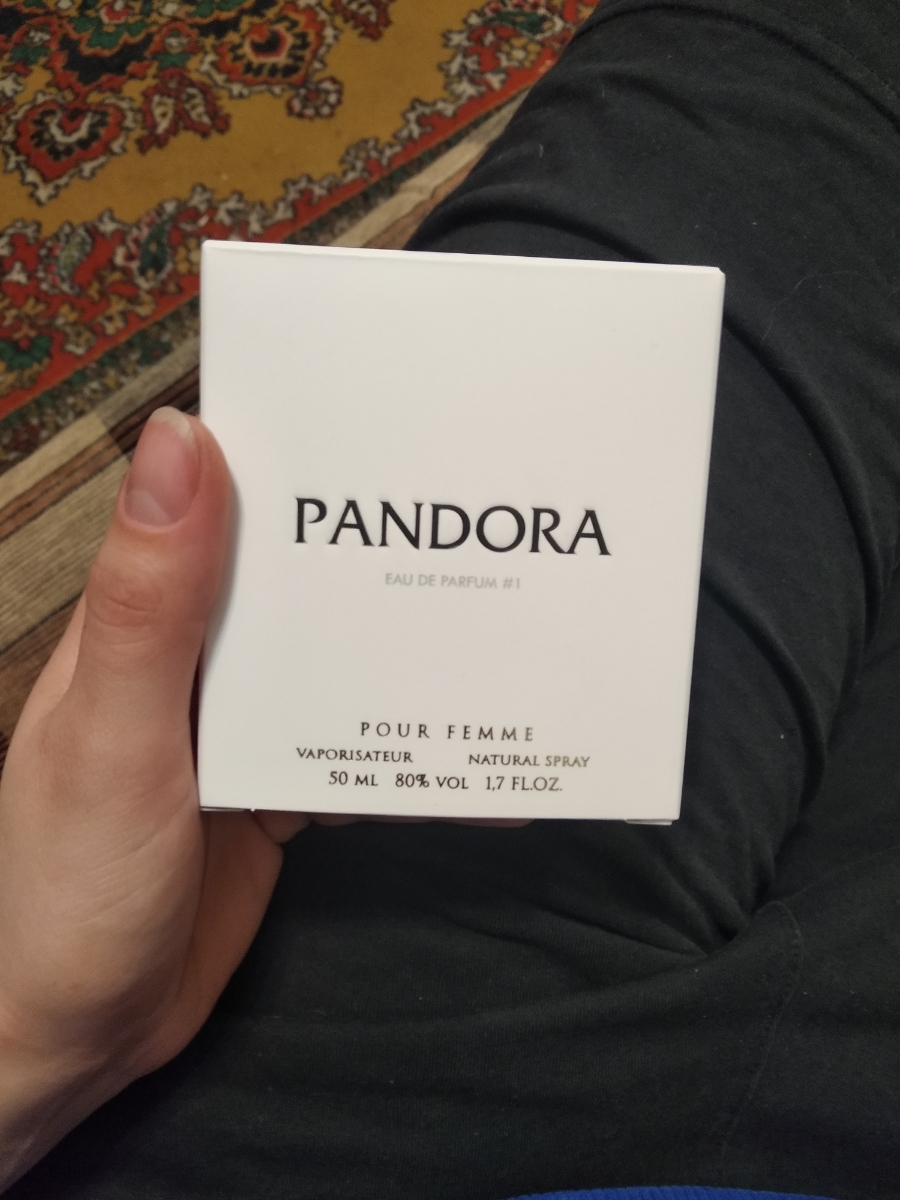 PANDORA
EAU DE PARFUM #1
POUR FEMME
VAPORISATEUR NATURAL SPRAY
50 ML 80% VOL 1,7 FL.OZ.